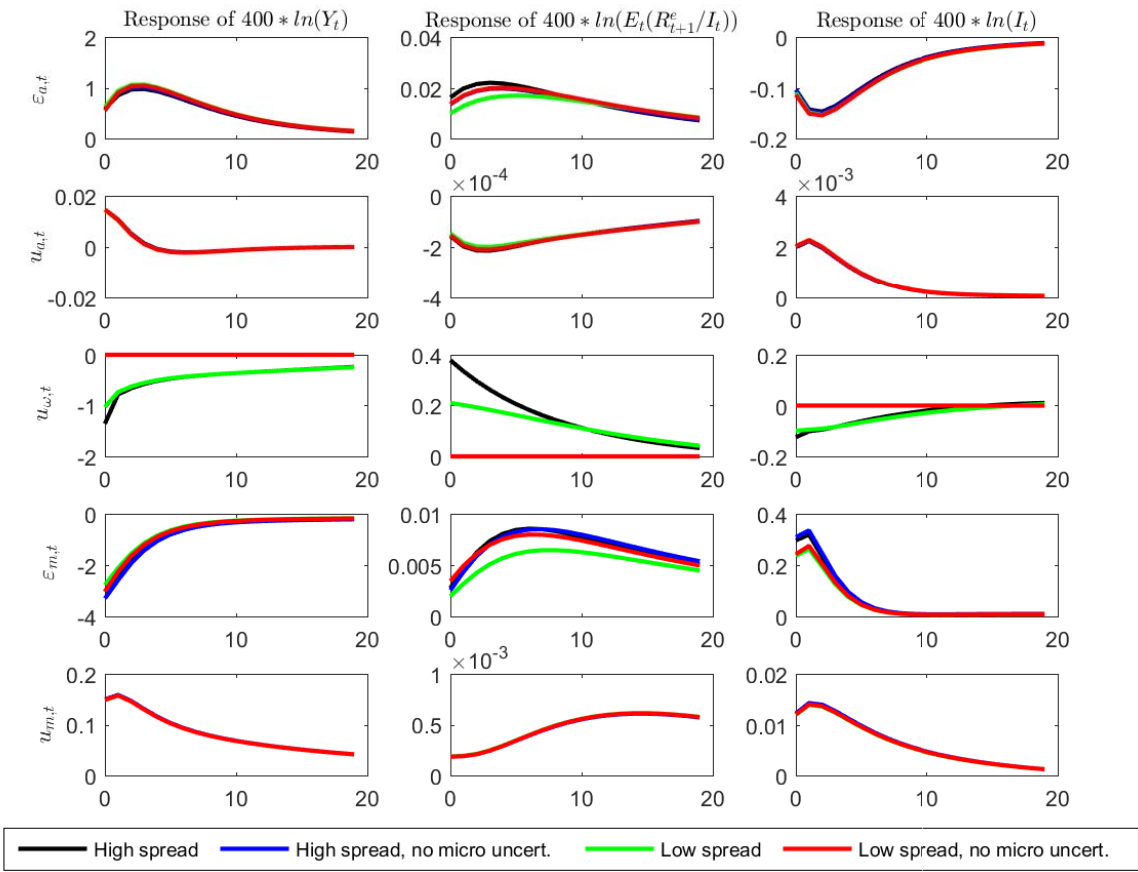 Response of 400 * ln(Y_t) Response of 400 * ln(E_t(R^e_{t+1}/I_t)) Response of 400 * ln(I_t)
ε_{a,t}
2
1
0
0 10 20
0.04
0.02
0
0 10 20
0
-0.1
-0.2
0 10 20
u_{a,t}
0.02
0
-0.02
0 10 20
×10^{-4}
0
-2
-4
0 10 20
×10^{-3}
4
2
0
0 10 20
u_{ω,t}
0
-1
-2
0 10 20
0.4
0.2
0
0 10 20
0.2
0
-0.2
0 10 20
ε_{m,t}
0
-2
-4
0 10 20
0.01
0.005
0
0 10 20
0.4
0.2
0
0 10 20
u_{m,t}
0.2
0.1
0
0 10 20
×10^{-3}
1
0.5
0
0 10 20
0.02
0.01
0
0 10 20
High spread High spread, no micro uncert. Low spread Low spread, no micro uncert.